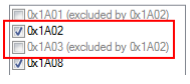 0x1A01 (excluded by 0x1A02)
0x1A02
0x1A03 (excluded by 0x1A02)
0x1A08